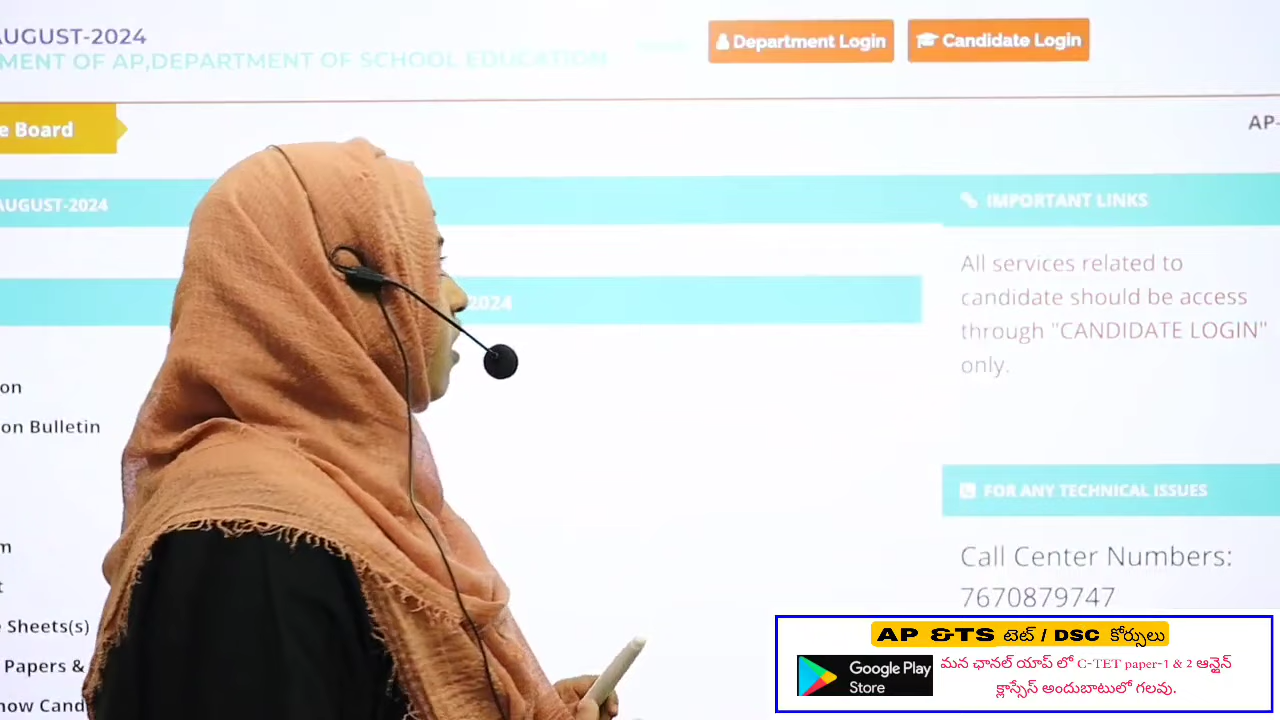 AUGUST-2024
MENT OF AP,DEPARTMENT OF SCHOOL EDUCATION
Department Login
Candidate Login
e Board
AP-
AUGUST-2024
2024
IMPORTANT LINKS
All services related to
candidate should be access
through "CANDIDATE LOGIN"
only.
on
on Bulletin
m
t
Sheets(s)
Papers &
now Cand
FOR ANY TECHNICAL ISSUES
Call Center Numbers:
7670879747
AP &TS టెట్ / DSC కోర్సులు
Google Play
Store
మన ఛానల్ యాప్ లో C-TET paper-1 & 2 ఆన్లైన్
క్లాస్సేస్ అందుబాటులో గలవు.